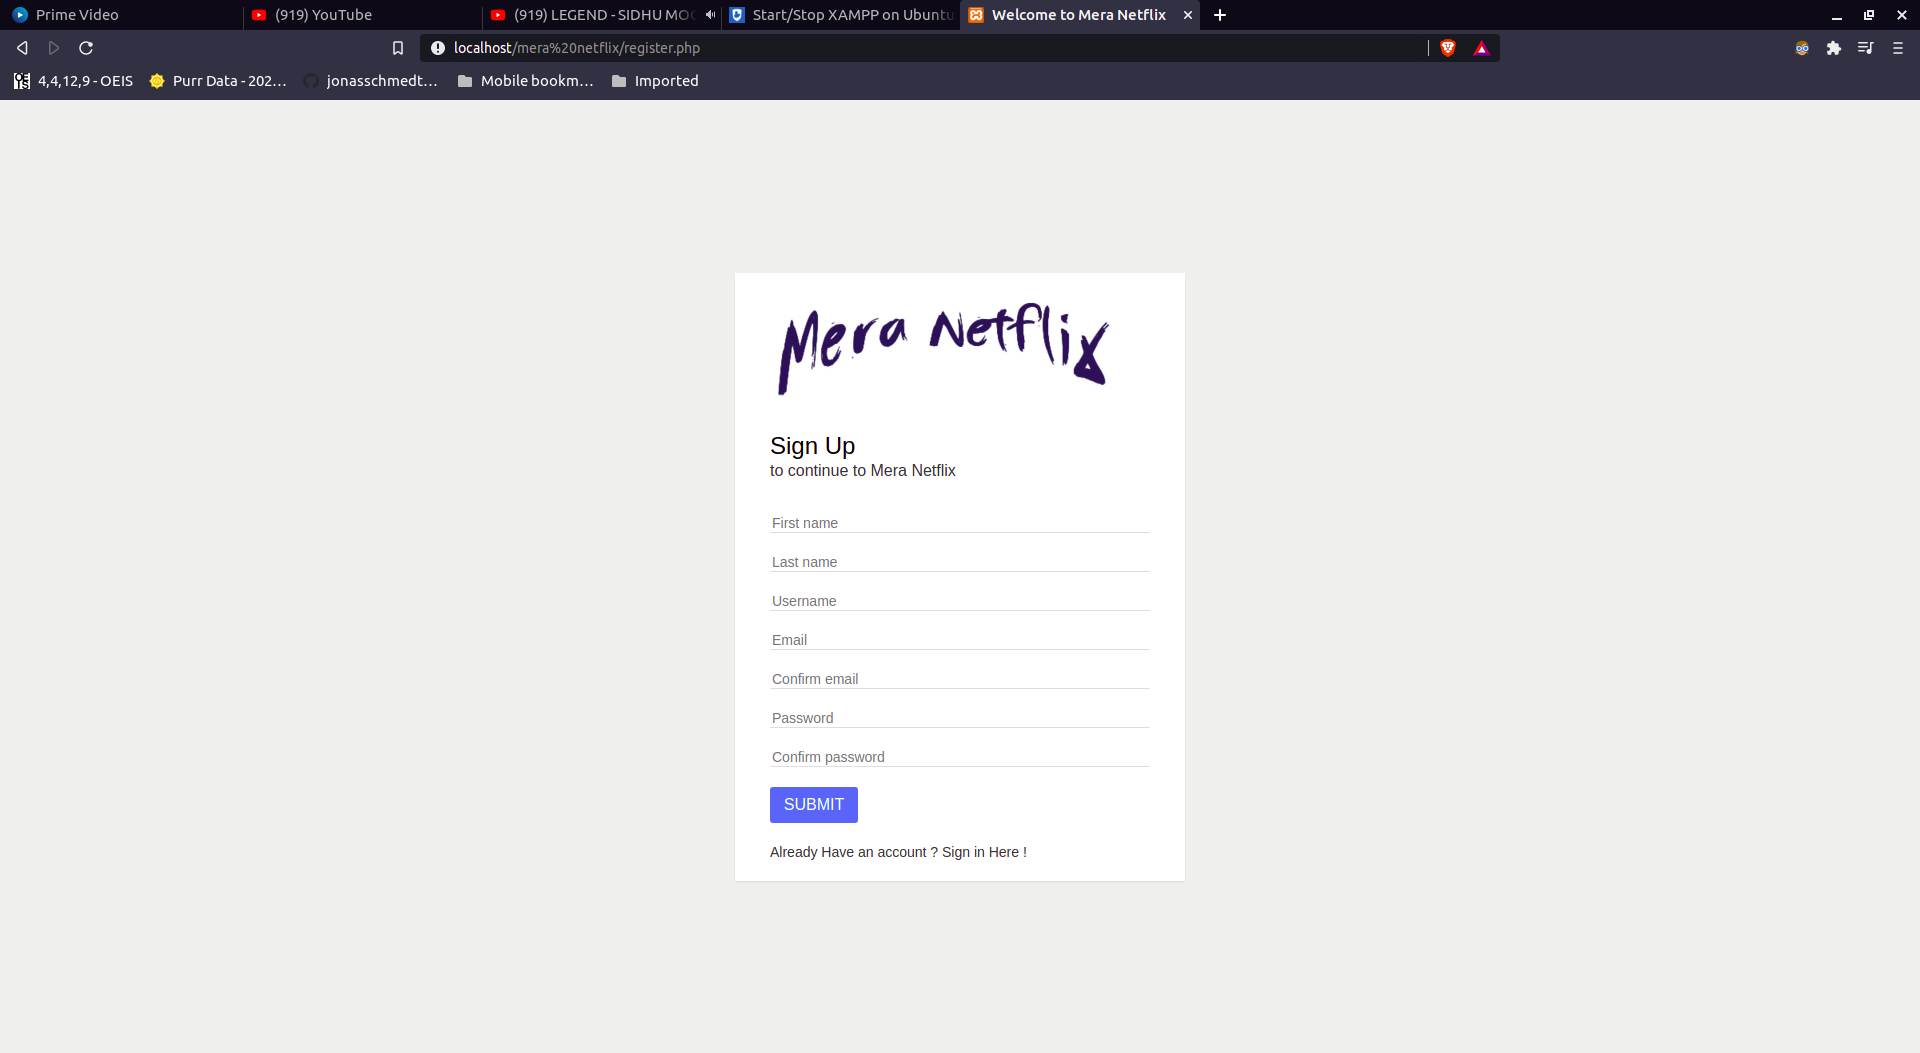 Prime Video
(919) YouTube
(919) LEGEND - SIDHU MOO
Start/Stop XAMPP on Ubuntu
Welcome to Mera Netflix
localhost/mera%20netflix/register.php
4,4,12,9 - OEIS
Purr Data - 202...
jonasschmedt...
Mobile bookm...
Imported
Mera Netflix
Sign Up
to continue to Mera Netflix
First name
Last name
Username
Email
Confirm email
Password
Confirm password
SUBMIT
Already Have an account ? Sign in Here !